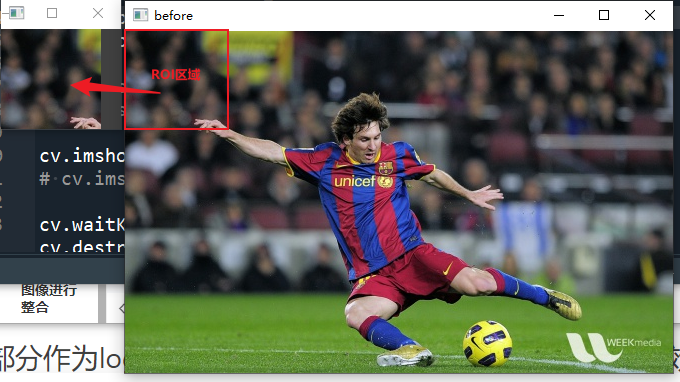 before
ROI区域
cv.imsho
# cv.ims
cv.waitK
cv.destr
unicef
WEEKmedia
图像进行
整合
部分作为lo